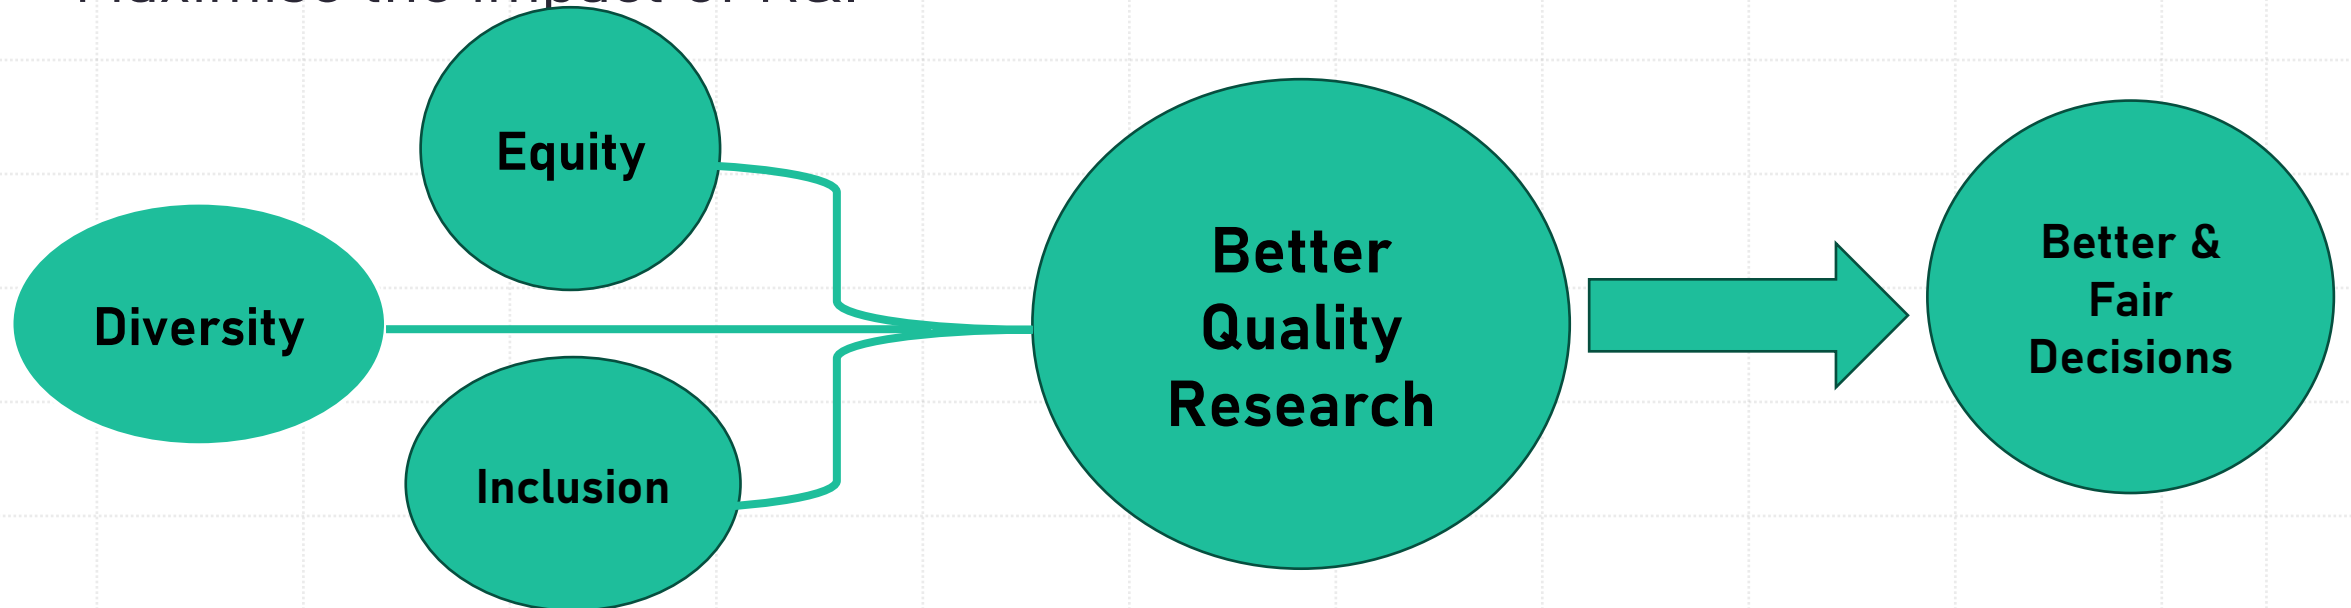 Equity
Diversity
Inclusion
Better
Quality
Research
Better &
Fair
Decisions